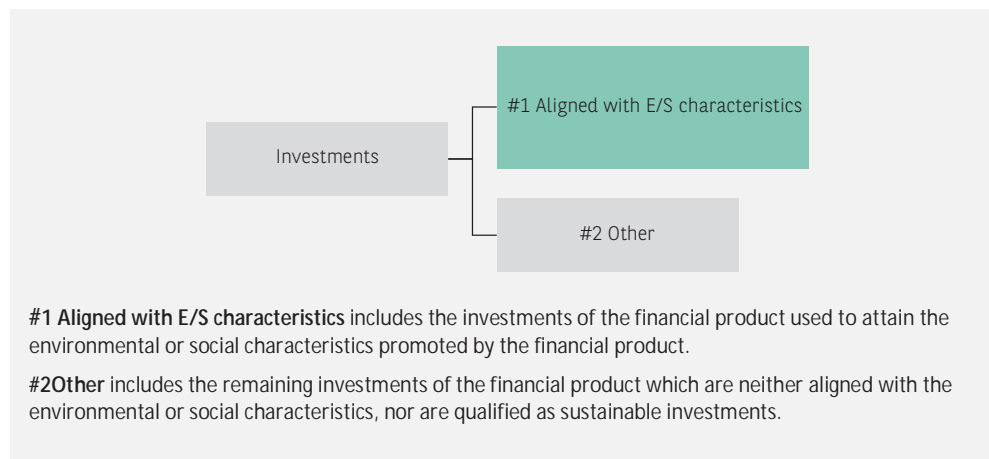 #1 Aligned with E/S characteristics
Investments
#2 Other
#1 Aligned with E/S characteristics includes the investments of the financial product used to attain the
environmental or social characteristics promoted by the financial product.
#2Other includes the remaining investments of the financial product which are neither aligned with the
environmental or social characteristics, nor are qualified as sustainable investments.